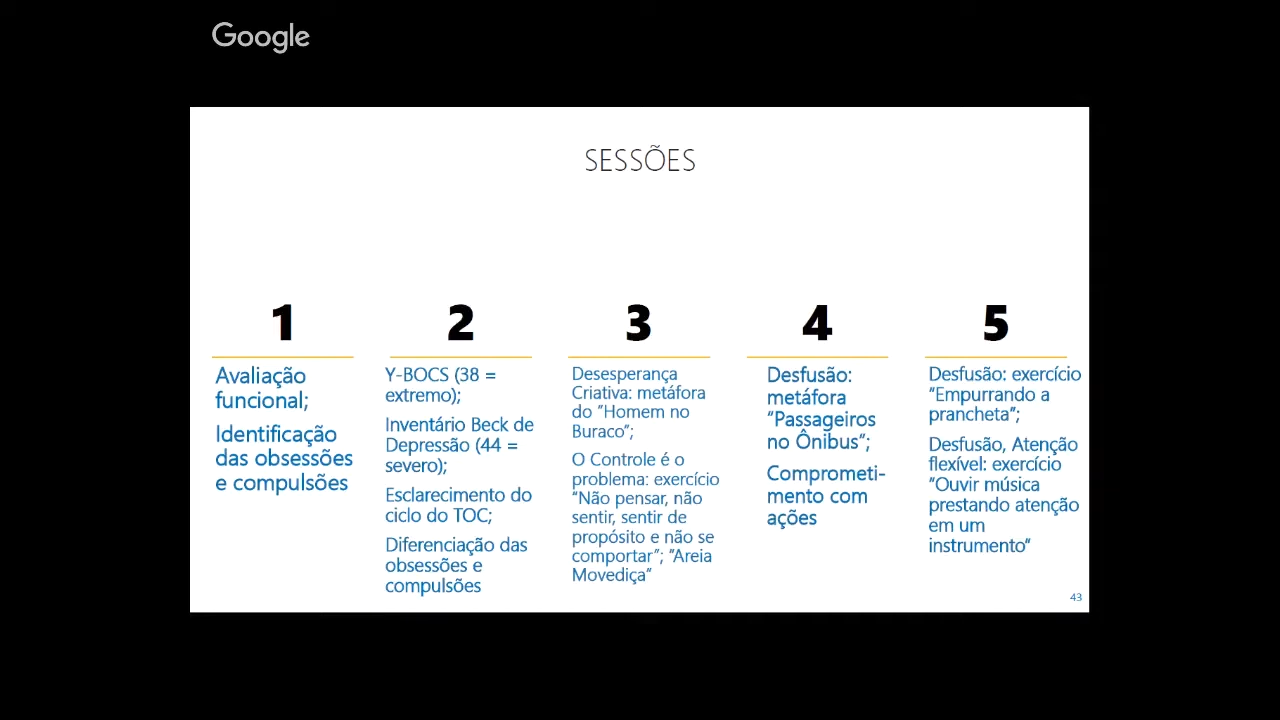 Google
SESSÕES
1
Avaliação
funcional;
Identificação
das obsessões
e compulsões
2
Y-BOCS (38 =
extremo);
Inventário Beck de
Depressão (44 =
severo);
Esclarecimento do
ciclo do TOC;
Diferenciação das
obsessões e
compulsões
3
Desesperança
Criativa: metáfora
do "Homem no
Buraco";
O Controle é o
problema: exercício
"Não pensar, não
sentir, sentir de
propósito e não se
comportar"; "Areia
Movediça"
4
Desfusão:
metáfora
"Passageiros
no Ônibus";
Comprometi-
mento com
ações
5
Desfusão: exercício
"Empurrando a
prancheta";
Desfusão, Atenção
flexível: exercício
"Ouvir música
prestando atenção
em um
instrumento"
43